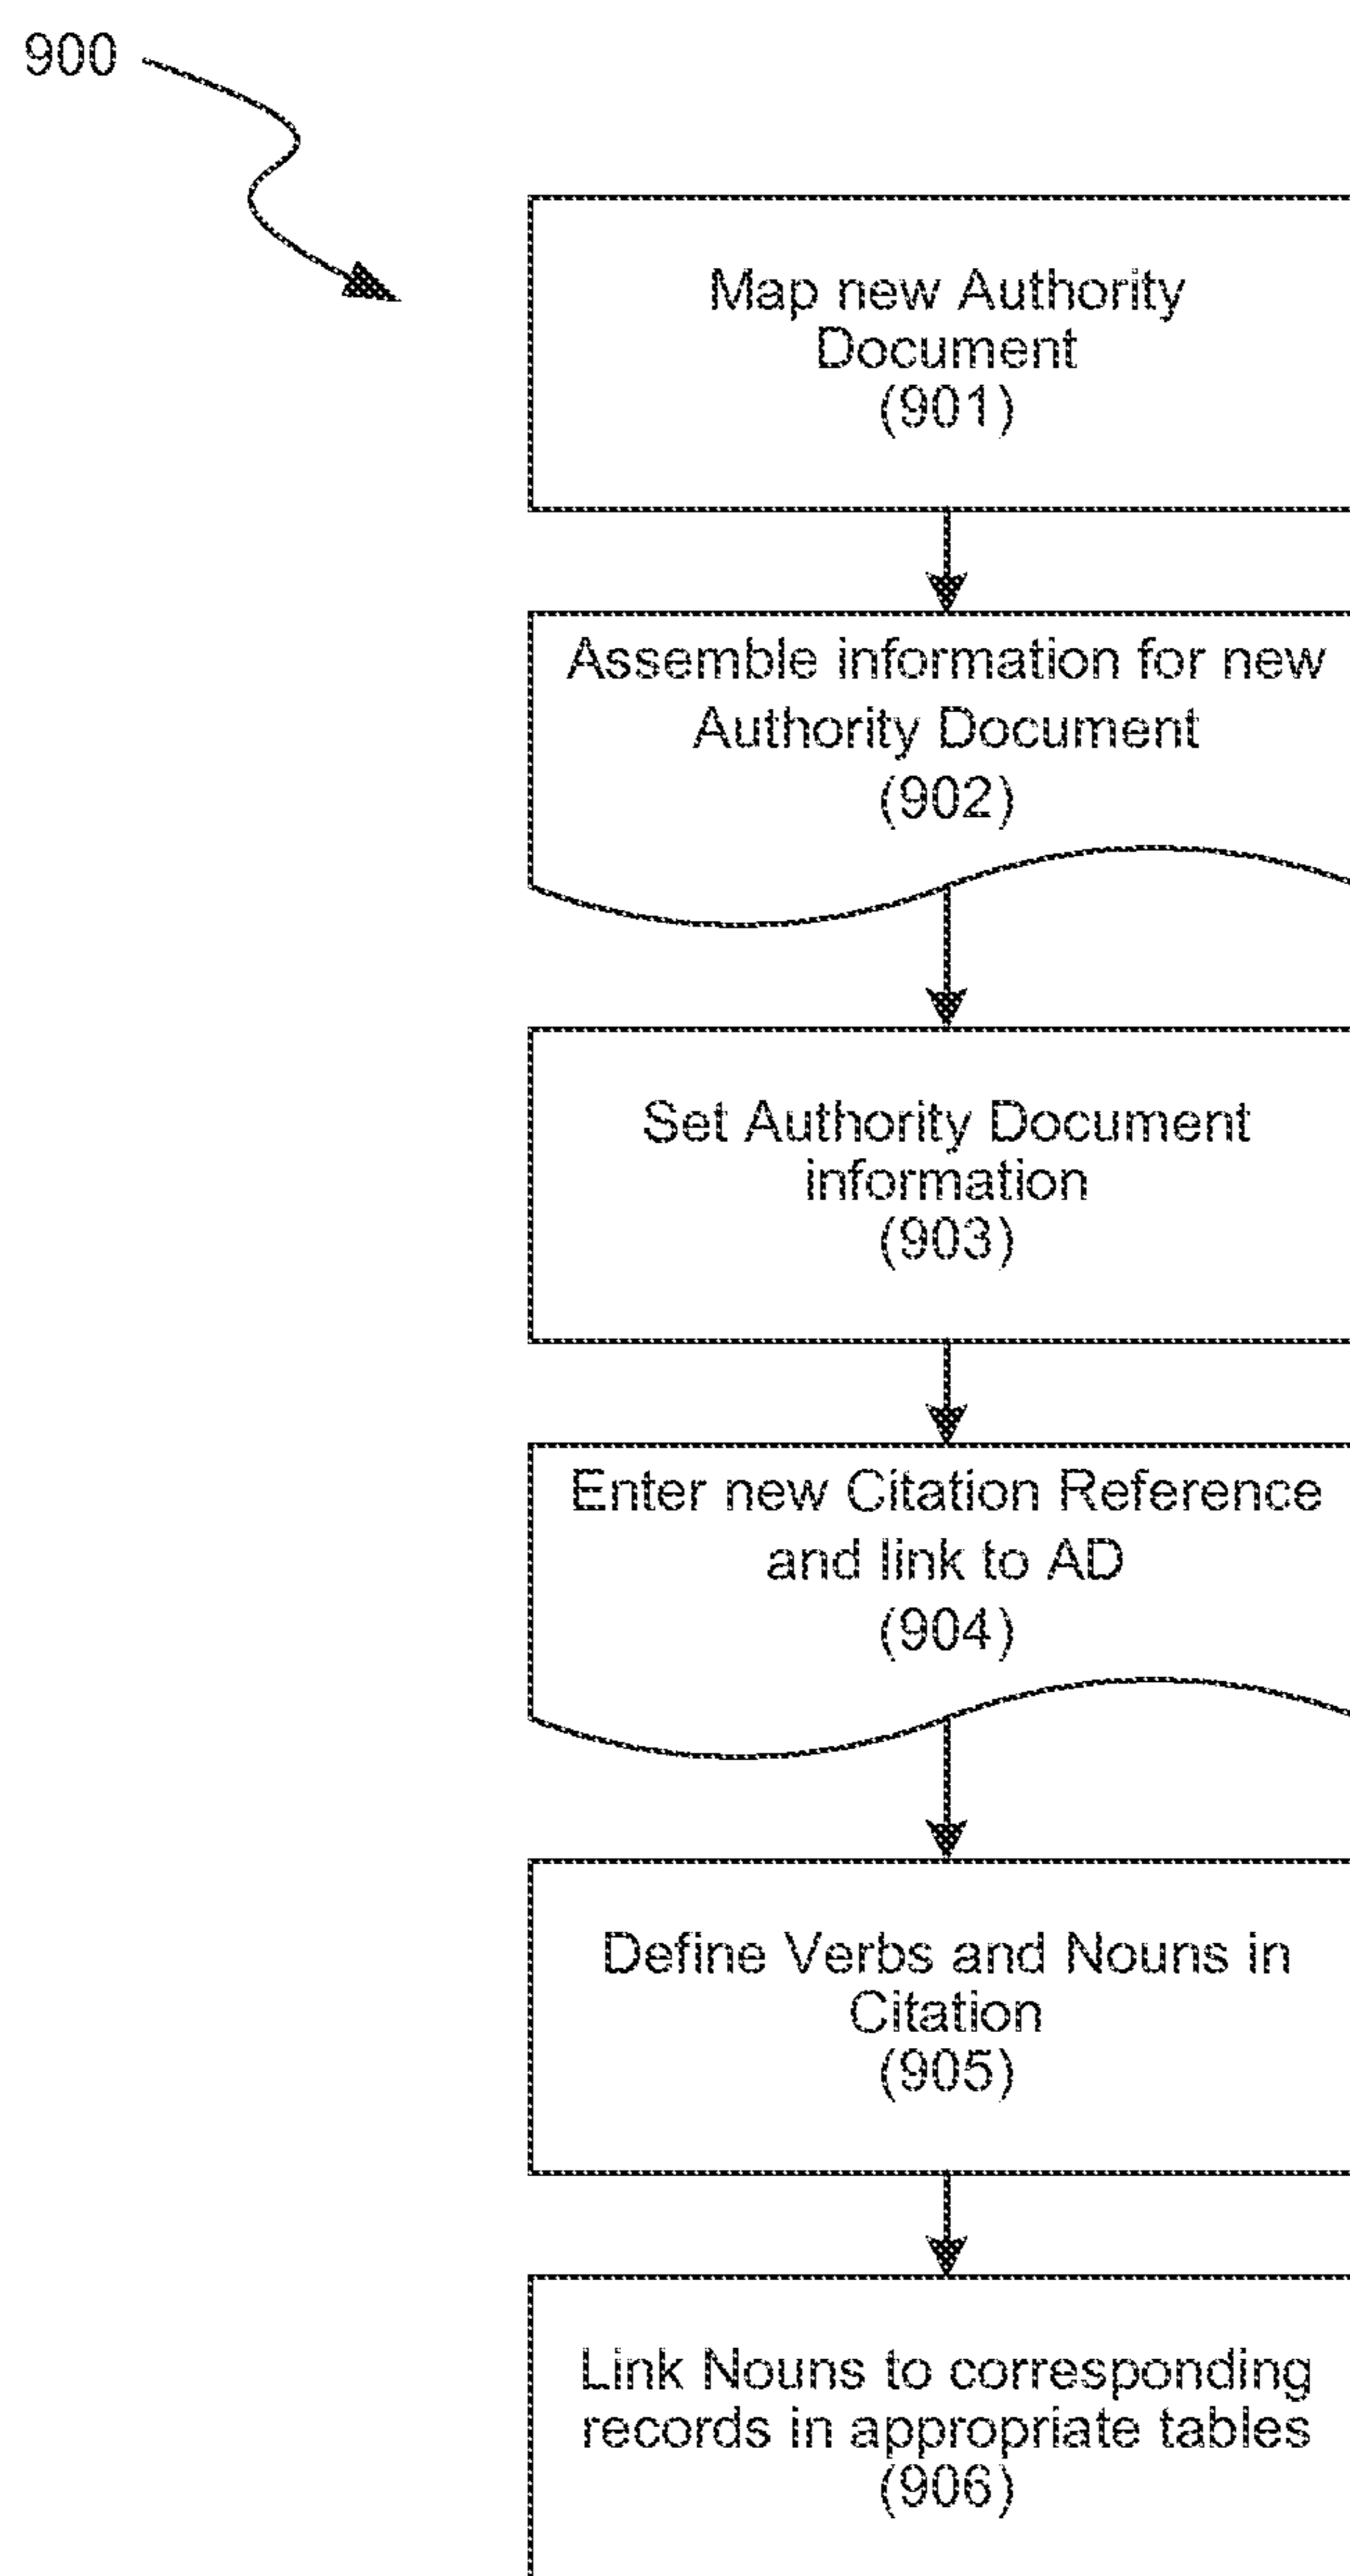 900
Map new Authority
Document
(901)
Assemble information for new
Authority Document
(902)
Set Authority Document
information
(903)
Enter new Citation Reference
and link to AD
(904)
Define Verbs and Nouns in
Citation
(905)
Link Nouns to corresponding
records in appropriate tables
(906)